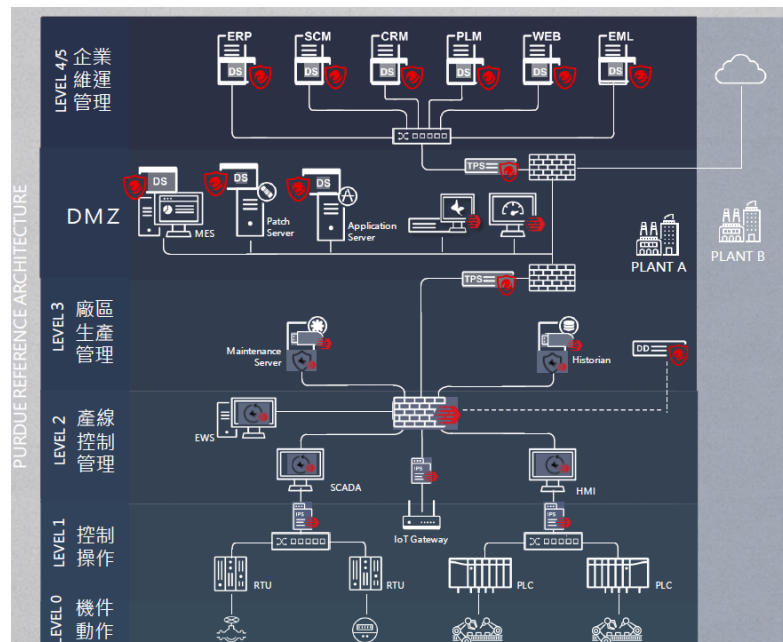 PURDUE REFERENCE ARCHITECTURE
LEVEL 4/5
企業
維運
管理
ERP
SCM
CRM
PLM
WEB
EML
DS
DS
DS
DS
DS
DS
TPS
DMZ
DS
MES
DS
Patch
Server
DS
Application
Server
PLANT A
PLANT B
TPS
LEVEL 3
廠區
生產
管理
Maintenance
Server
Historian
DD
LEVEL 2
產線
控制
管理
EWS
SCADA
IPS
HMI
LEVEL 1
控制
操作
IPS
IoT Gateway
IPS
RTU
RTU
PLC
PLC
LEVEL 0
機件
動作